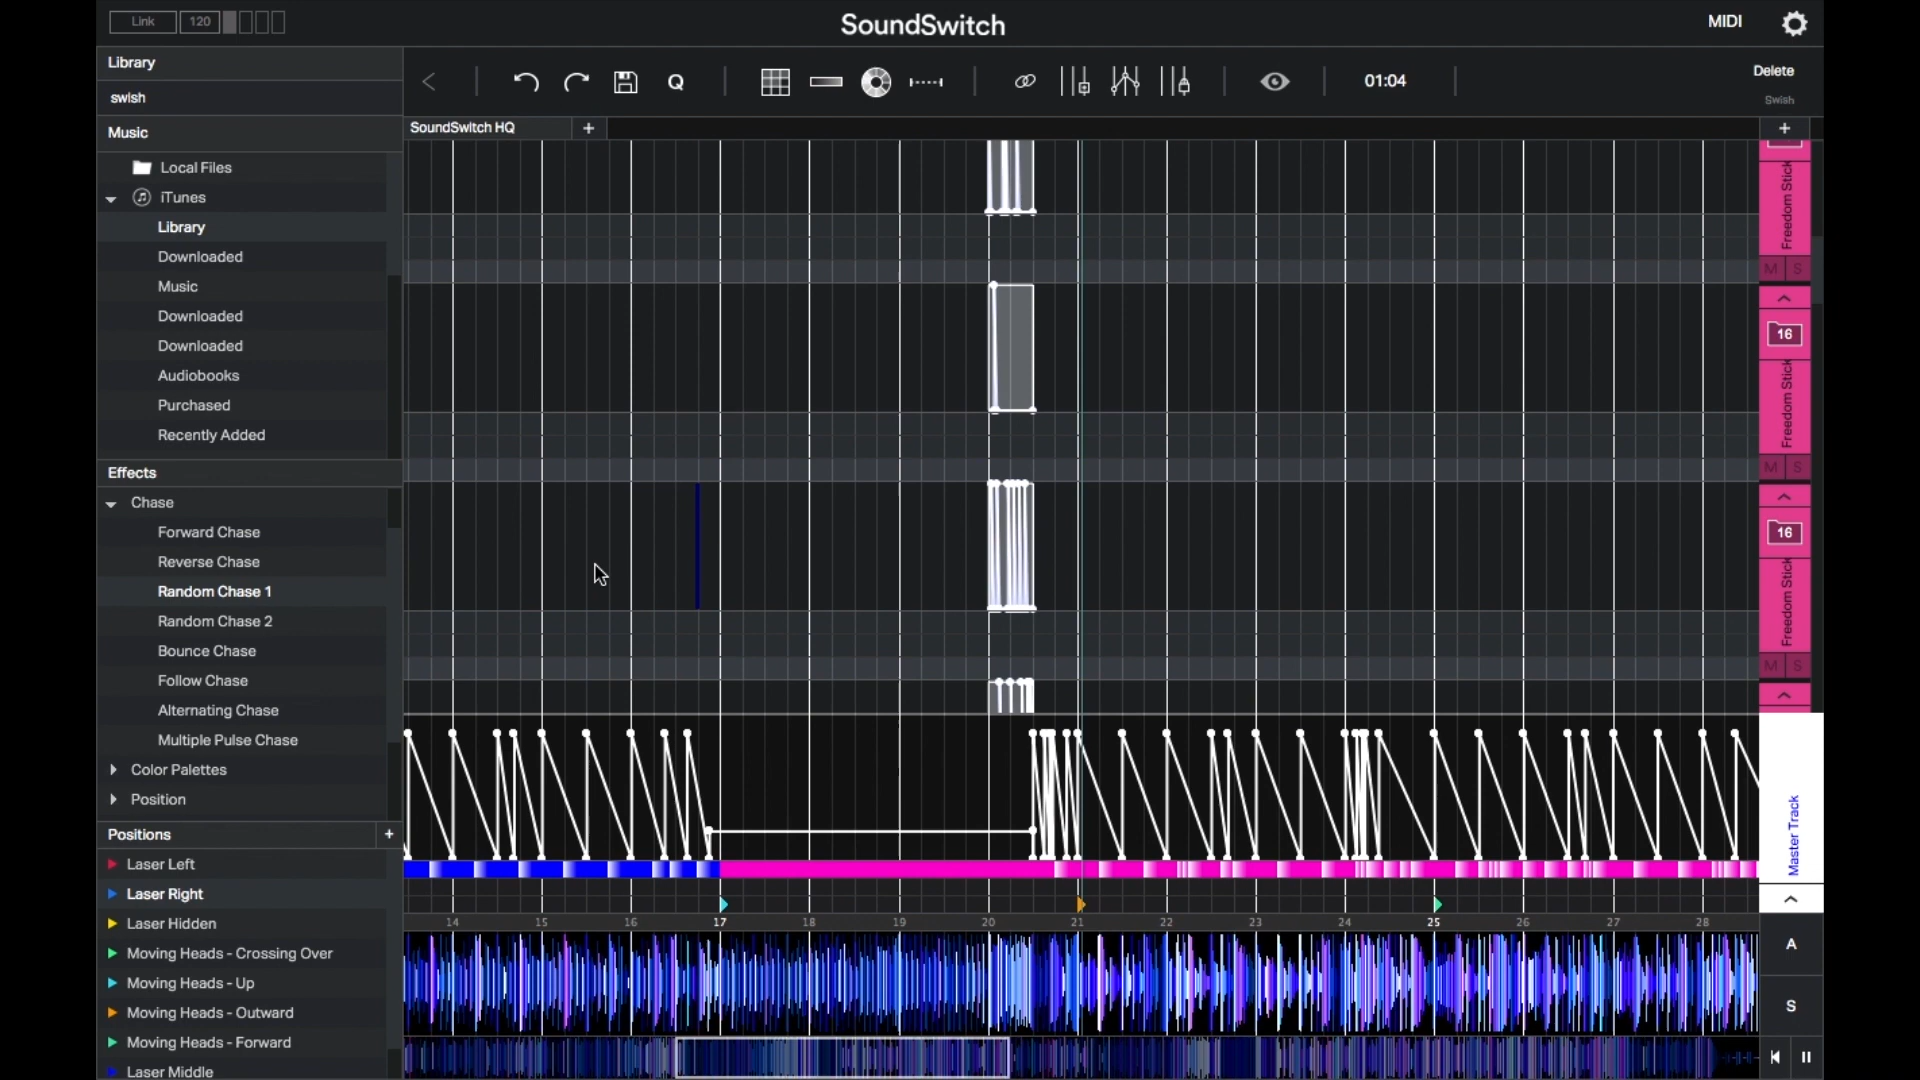 Link
120
SoundSwitch
MIDI
Library
swish
Music
Local Files
iTunes
Library
Downloaded
Music
Downloaded
Downloaded
Audiobooks
Purchased
Recently Added
Effects
Chase
Forward Chase
Reverse Chase
Random Chase 1
Random Chase 2
Bounce Chase
Follow Chase
Alternating Chase
Multiple Pulse Chase
Color Palettes
Position
Positions +
Laser Left
Laser Right
Laser Hidden
Moving Heads - Crossing Over
Moving Heads - Up
Moving Heads - Outward
Moving Heads - Forward
Laser Middle
Q
01:04
Delete
Swish
SoundSwitch HQ +
+
Freedom Stick
M S
16
Freedom Stick
M S
16
Freedom Stick
M S
Master Track
14 15 16 17 18 19 20 21 22 23 24 25 26 27 28
A
S